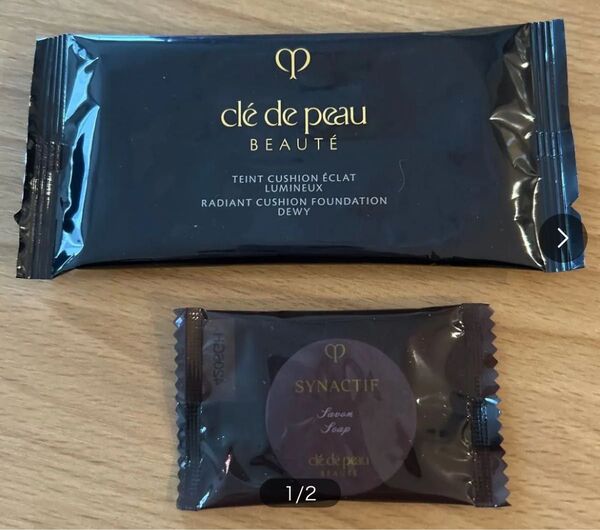 clé de peau
BEAUTÉ
TEINT CUSHION ÉCLAT
LUMINEUX
RADIANT CUSHION FOUNDATION
DEWY
SYNACTIF
Savon
Soap
clé de peau
BEAUTÉ
1/2